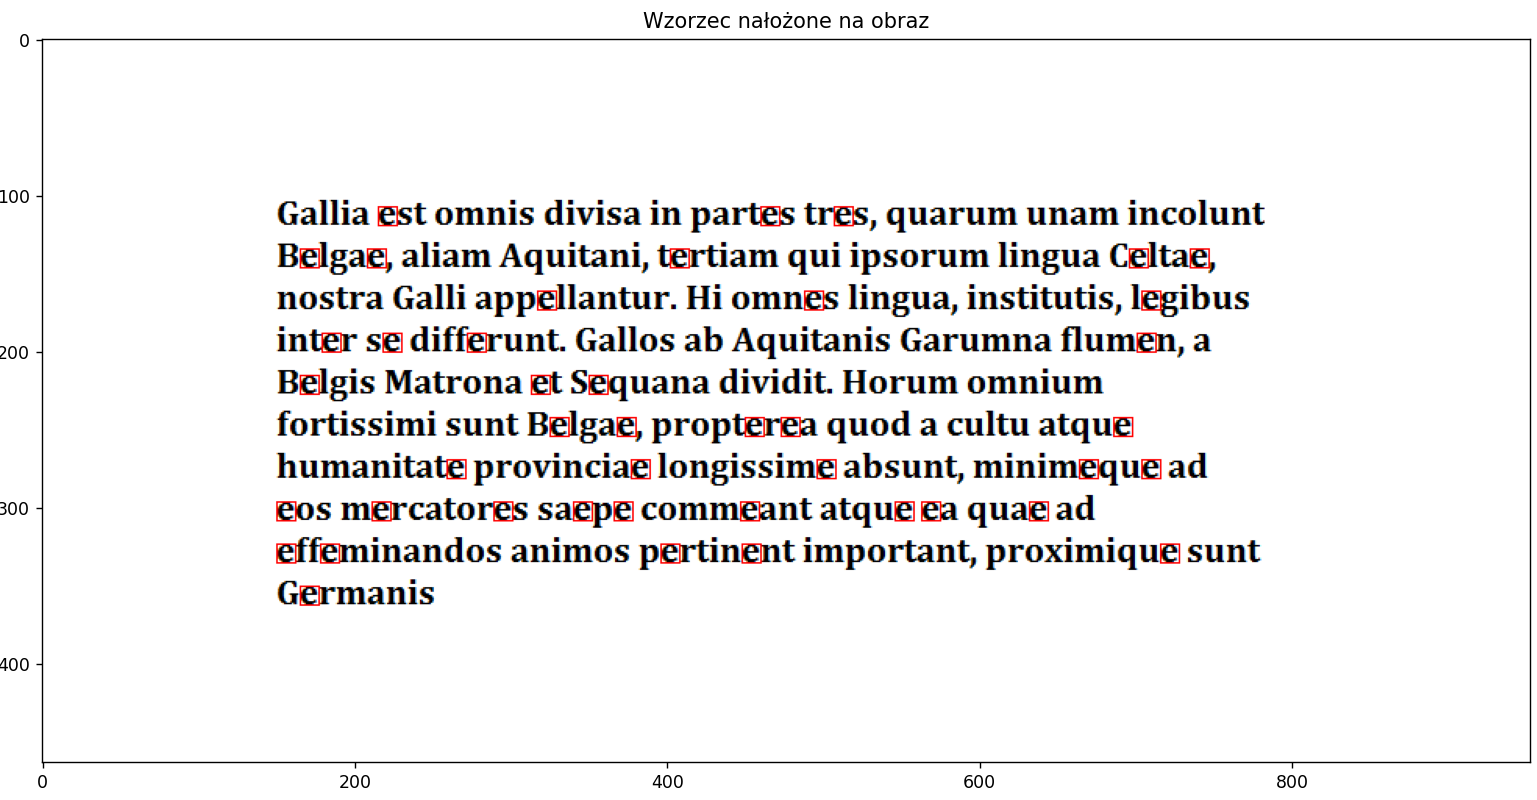 Wzorzec nałożone na obraz
0
100
200
300
400
Gallia est omnis divisa in partes tres, quarum unam incolunt
Belgae, aliam Aquitani, tertiam qui ipsorum lingua Celtae,
nostra Galli appellantur. Hi omnes lingua, institutis, legibus
inter se differunt. Gallos ab Aquitanis Garumna flumen, a
Belgis Matrona et Sequana dividit. Horum omnium
fortissimi sunt Belgae, propterea quod a cultu atque
humanitate provinciae longissime absunt, minimeque ad
eos mercatores saepe commeant atque ea quae ad
effeminandos animos pertinent important, proximique sunt
Germanis
0 200 400 600 800